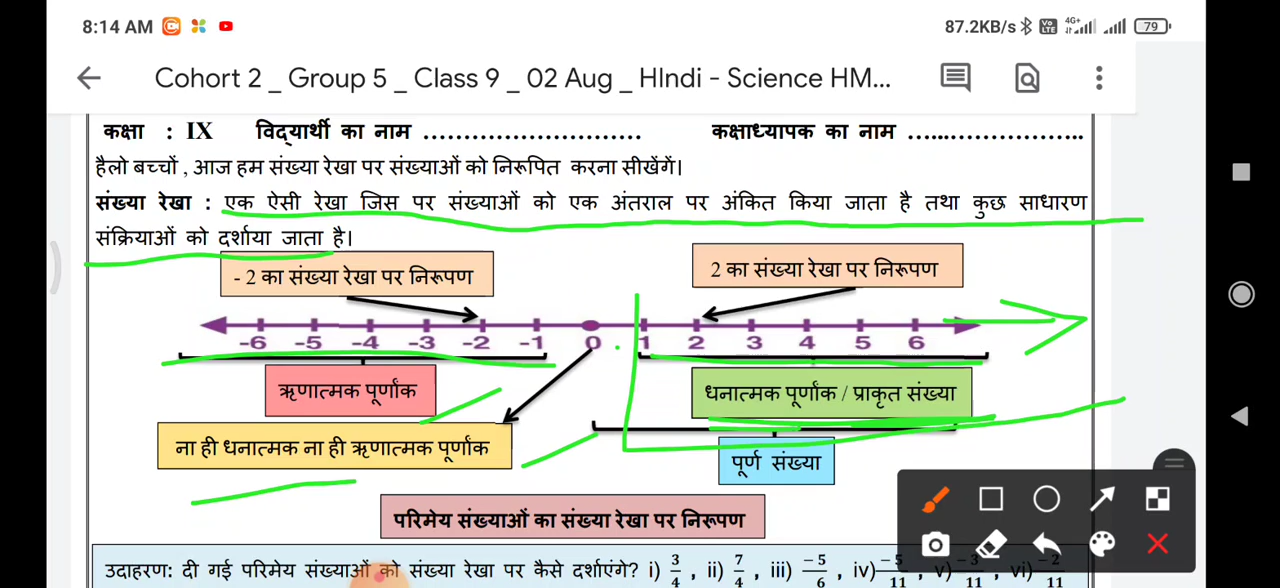 8:14 AM 87.2KB/s Vo LTE 4G+ 79
Cohort 2 _ Group 5 _ Class 9 _ 02 Aug _ HIndi - Science HM...
कक्षा : IX विद्यार्थी का नाम ............................ कक्षाध्यापक का नाम ......................
हैलो बच्चों , आज हम संख्या रेखा पर संख्याओं को निरूपित करना सीखेंगें।
संख्या रेखा : एक ऐसी रेखा जिस पर संख्याओं को एक अंतराल पर अंकित किया जाता है तथा कुछ साधारण
संक्रियाओं को दर्शाया जाता है।
- 2 का संख्या रेखा पर निरूपण 2 का संख्या रेखा पर निरूपण
-6 -5 -4 -3 -2 -1 0 1 2 3 4 5 6
ऋणात्मक पूर्णांक धनात्मक पूर्णांक / प्राकृत संख्या
ना ही धनात्मक ना ही ऋणात्मक पूर्णांक पूर्ण संख्या
परिमेय संख्याओं का संख्या रेखा पर निरूपण
उदाहरण: दी गई परिमेय संख्याओं को संख्या रेखा पर कैसे दर्शाएंगे? i) 3/4 , ii) 7/4 , iii) -5/6 , iv) -5/11 , v) -3/11 , vi) -2/11